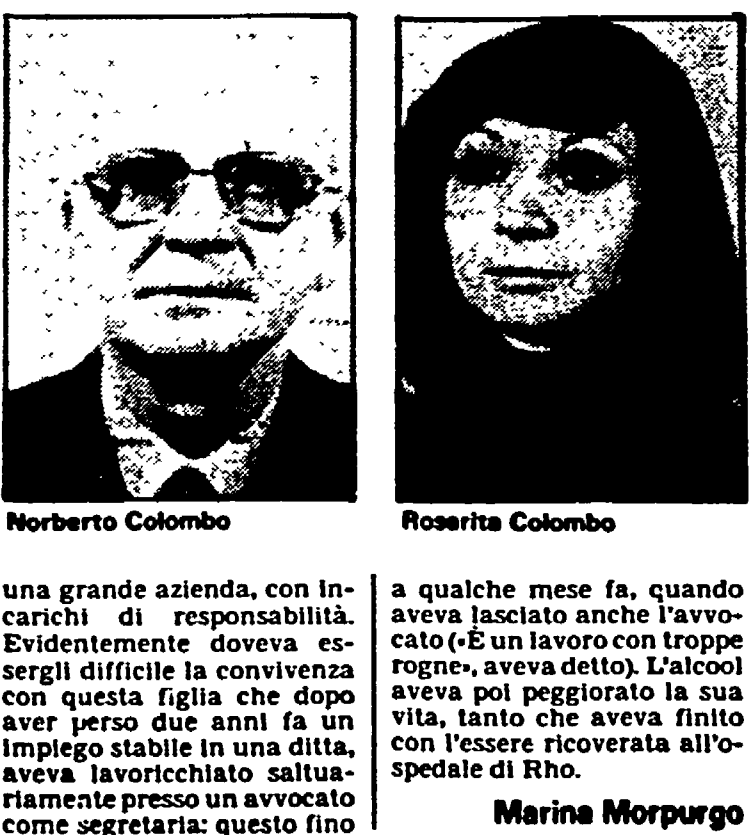 Norberto Colombo
Rosarita Colombo
una grande azienda, con in-
carichi di responsabilità.
Evidentemente doveva es-
sergli difficile la convivenza
con questa figlia che dopo
aver perso due anni fa un
impiego stabile in una ditta,
aveva lavoricchiato saltua-
riamente presso un avvocato
come segretaria: questo fino
a qualche mese fa, quando
aveva lasciato anche l'avvo-
cato («È un lavoro con troppe
rogne», aveva detto). L'alcool
aveva poi peggiorato la sua
vita, tanto che aveva finito
con l'essere ricoverata all'o-
spedale di Rho.
Marina Morpurgo